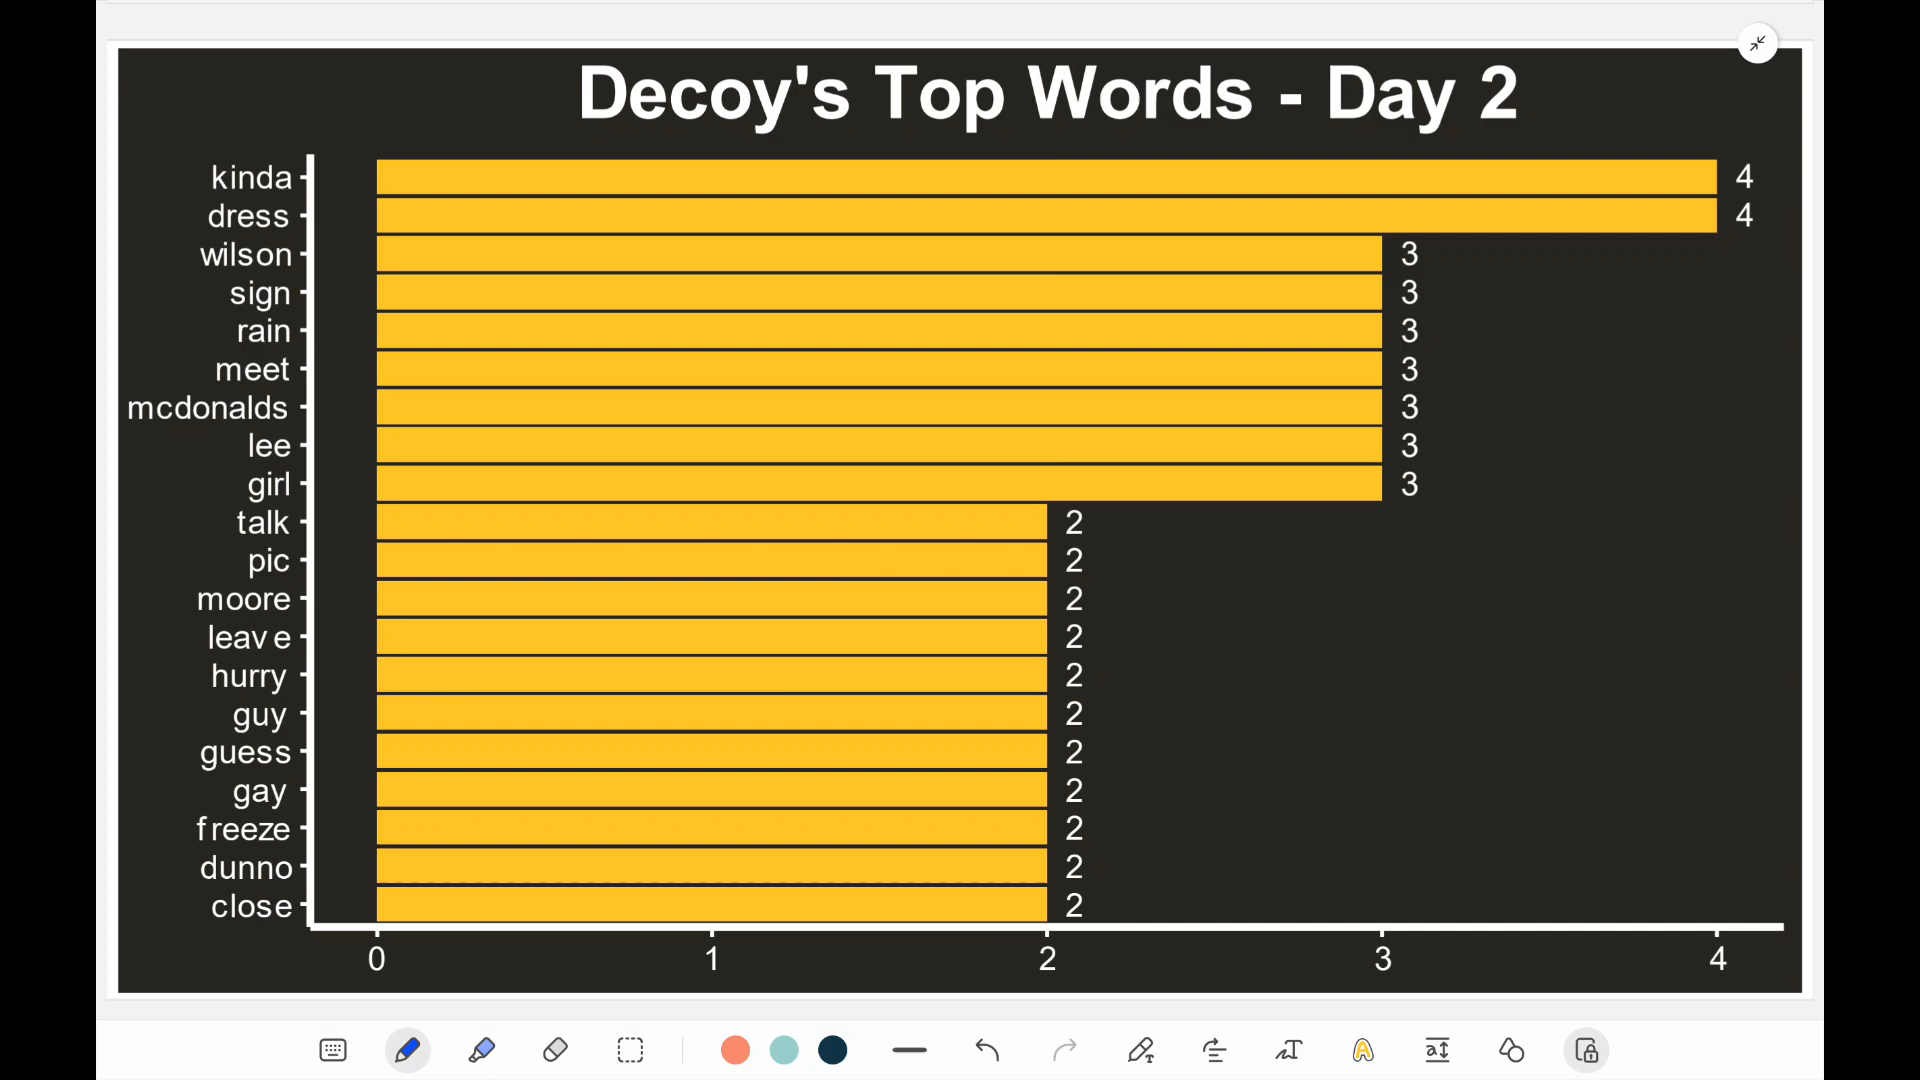 Decoy's Top Words - Day 2
kinda 4
dress 4
wilson 3
sign 3
rain 3
meet 3
mcdonalds 3
lee 3
girl 3
talk 2
pic 2
moore 2
leave 2
hurry 2
guy 2
guess 2
gay 2
freeze 2
dunno 2
close 2
0 1 2 3 4